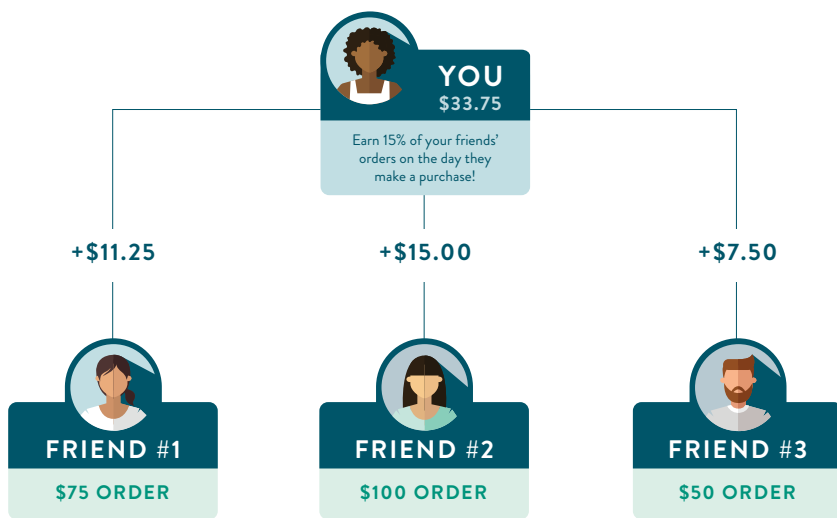 YOU
$33.75
Earn 15% of your friends’
orders on the day they
make a purchase!
+$11.25
+$15.00
+$7.50
FRIEND #1
FRIEND #2
FRIEND #3
$75 ORDER
$100 ORDER
$50 ORDER